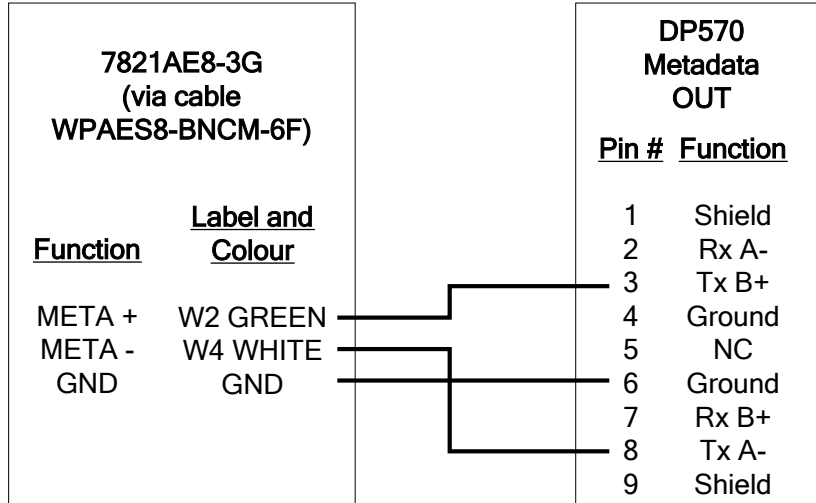 7821AE8-3G
(via cable
WPAES8-BNCM-6F)
Function
Label and
Colour
META + W2 GREEN
META - W4 WHITE
GND GND
DP570
Metadata
OUT
Pin # Function
1 Shield
2 Rx A-
3 Tx B+
4 Ground
5 NC
6 Ground
7 Rx B+
8 Tx A-
9 Shield